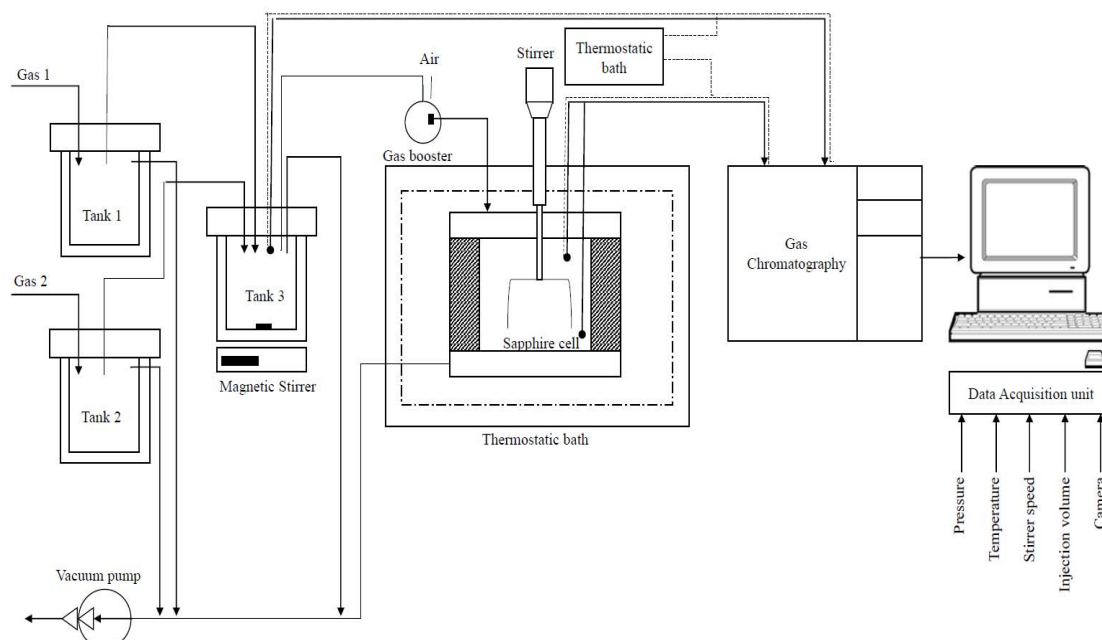 Gas 1
Tank 1
Gas 2
Tank 2
Tank 3
Magnetic Stirrer
Vacuum pump
Air
Gas booster
Stirrer
Thermostatic
bath
Sapphire cell
Thermostatic bath
Gas
Chromatography
Data Acquisition unit
Pressure
Temperature
Stirrer speed
Injection volume
Camera